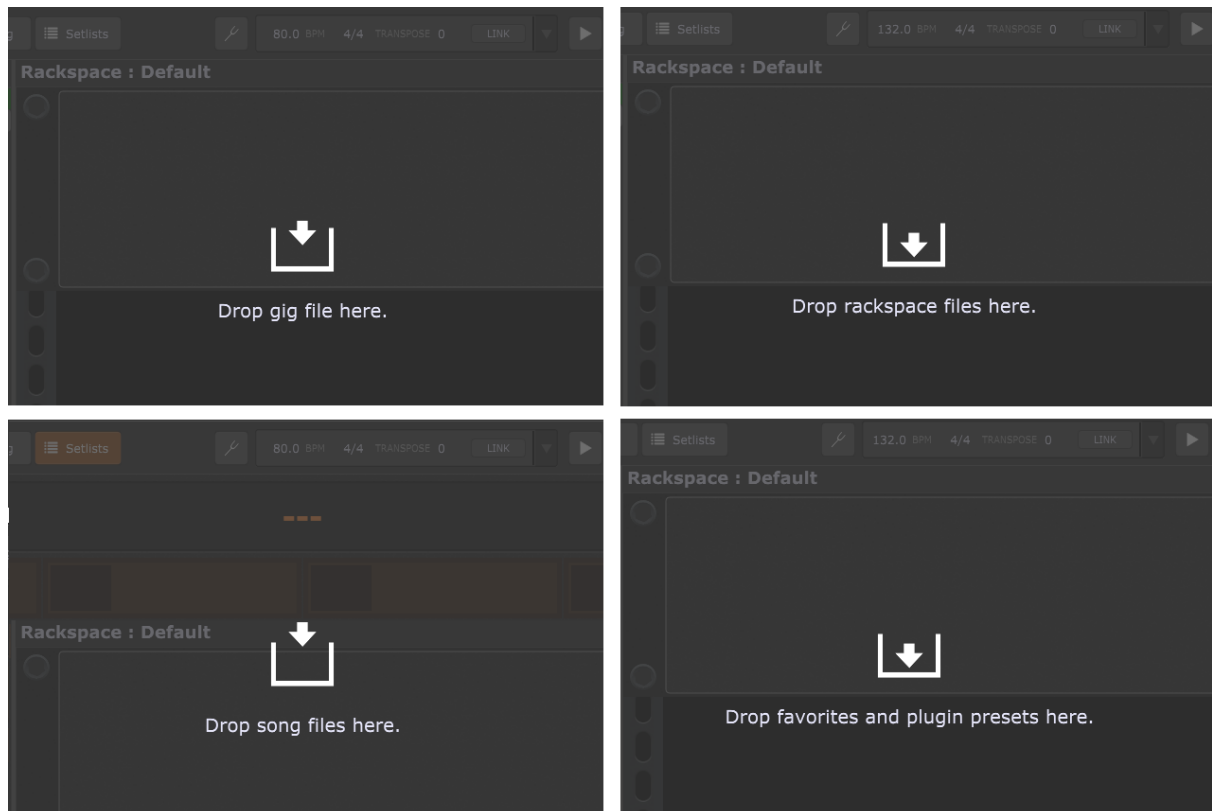 Setlists 80.0 BPM 4/4 TRANSPOSE 0 LINK
Rackspace : Default
Drop gig file here.
Setlists 132.0 BPM 4/4 TRANSPOSE 0 LINK
Rackspace : Default
Drop rackspace files here.
Setlists 80.0 BPM 4/4 TRANSPOSE 0 LINK
---
Rackspace : Default
Drop song files here.
Setlists 132.0 BPM 4/4 TRANSPOSE 0 LINK
Rackspace : Default
Drop favorites and plugin presets here.